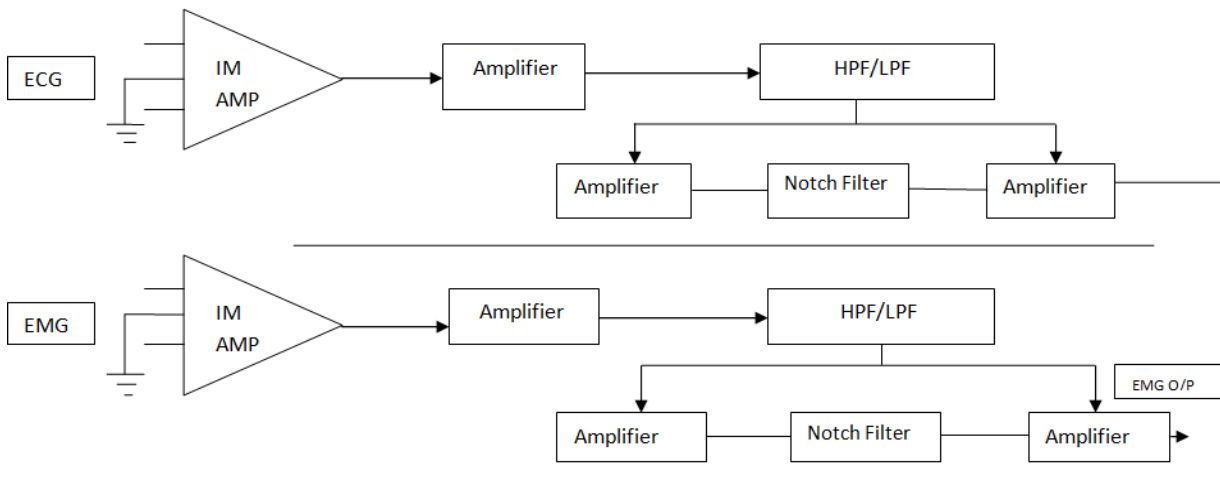 ECG
IM
AMP
Amplifier
HPF/LPF
Amplifier
Notch Filter
Amplifier
EMG
IM
AMP
Amplifier
HPF/LPF
EMG O/P
Amplifier
Notch Filter
Amplifier